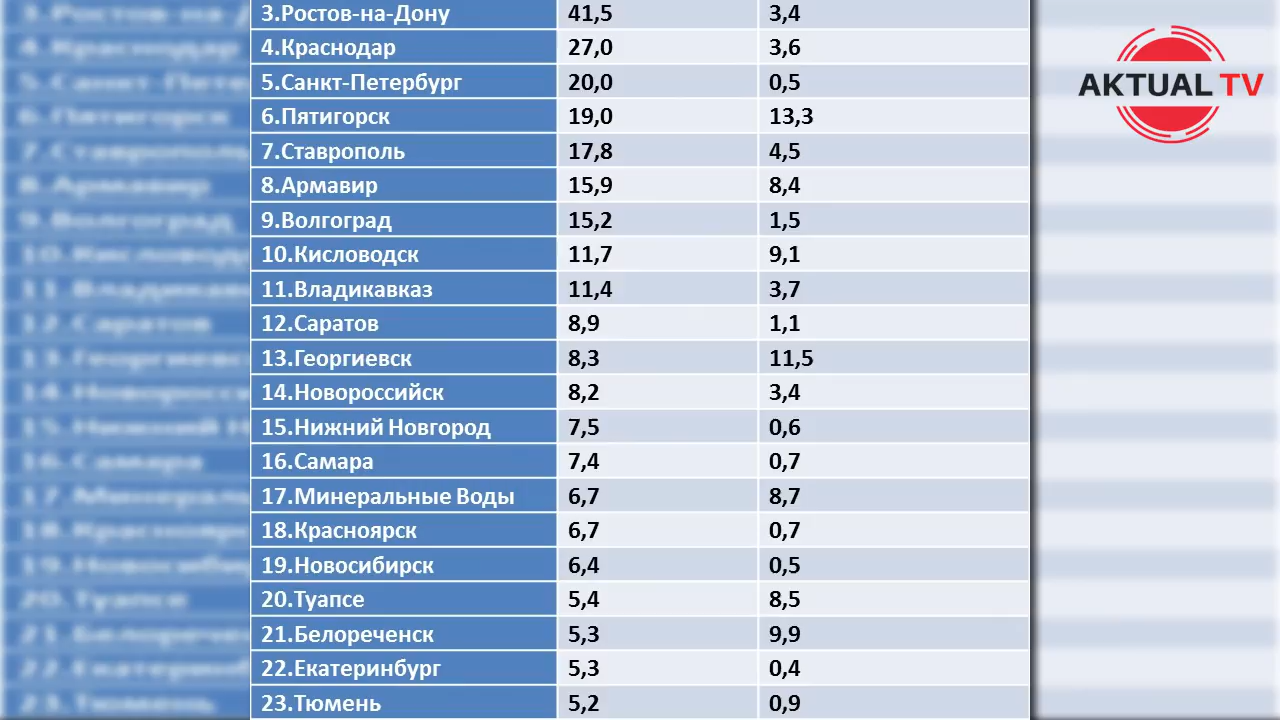 3.Ростов-на-Дону 41,5 3,4
4.Краснодар 27,0 3,6
5.Санкт-Петербург 20,0 0,5
6.Пятигорск 19,0 13,3
7.Ставрополь 17,8 4,5
8.Армавир 15,9 8,4
9.Волгоград 15,2 1,5
10.Кисловодск 11,7 9,1
11.Владикавказ 11,4 3,7
12.Саратов 8,9 1,1
13.Георгиевск 8,3 11,5
14.Новороссийск 8,2 3,4
15.Нижний Новгород 7,5 0,6
16.Самара 7,4 0,7
17.Минеральные Воды 6,7 8,7
18.Красноярск 6,7 0,7
19.Новосибирск 6,4 0,5
20.Туапсе 5,4 8,5
21.Белореченск 5,3 9,9
22.Екатеринбург 5,3 0,4
23.Тюмень 5,2 0,9
AKTUAL TV